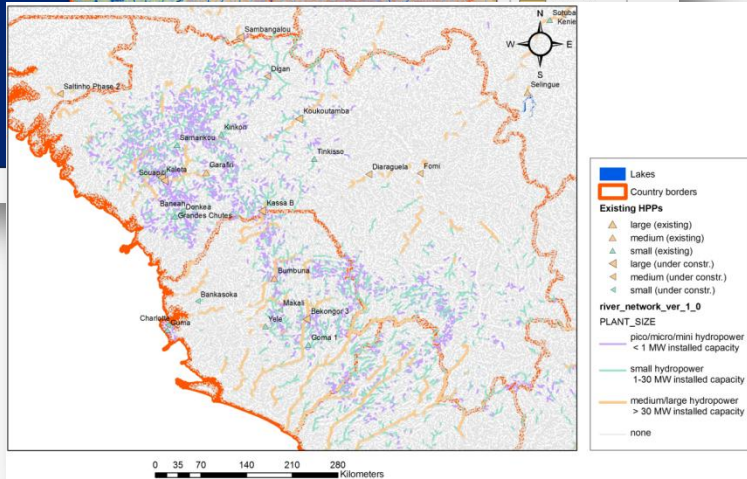 Sotuba
Kenie
N
W E
S
Sambangalou
Digan
Selingue
Saltinho Phase 2
Koukoutamba
Kinkon
Samankou
Tinkisso
Souapiti
Kaleta
Garafiri
Diaraguela
Fomi
Baneah
Donkea
Grandes Chutes
Kassa B
Bumbuna
Bankasoka
Makali
Charlotte
Guma
Yele
Bekongor 3
Goma 1
0 35 70 140 210 280
Kilometers
Lakes
Country borders
Existing HPPs
large (existing)
medium (existing)
small (existing)
large (under constr.)
medium (under constr.)
small (under constr.)
river_network_ver_1_0
PLANT_SIZE
pico/micro/mini hydropower
< 1 MW installed capacity
small hydropower
1-30 MW installed capacity
medium/large hydropower
> 30 MW installed capacity
none